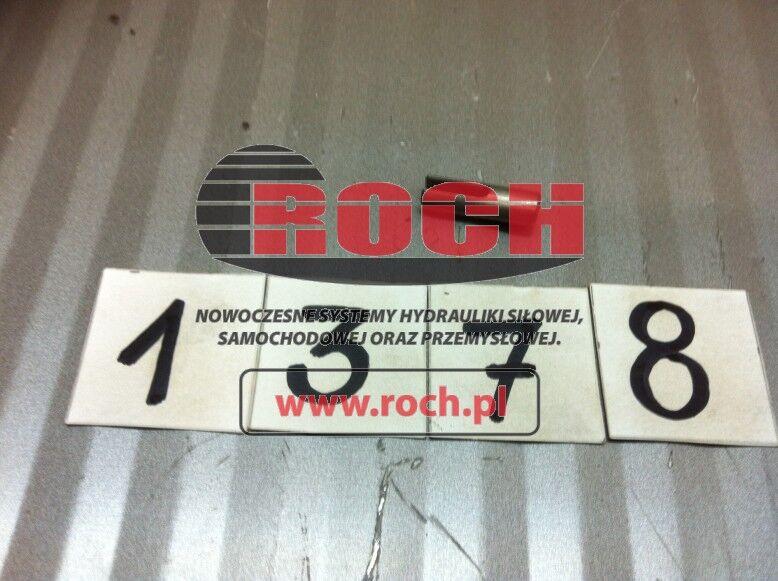 ROCH
NOWOCZESNE SYSTEMY HYDRAULIKI SIŁOWEJ,
SAMOCHODOWEJ ORAZ PRZEMYSŁOWEJ.
1 3 7 8
www.roch.pl